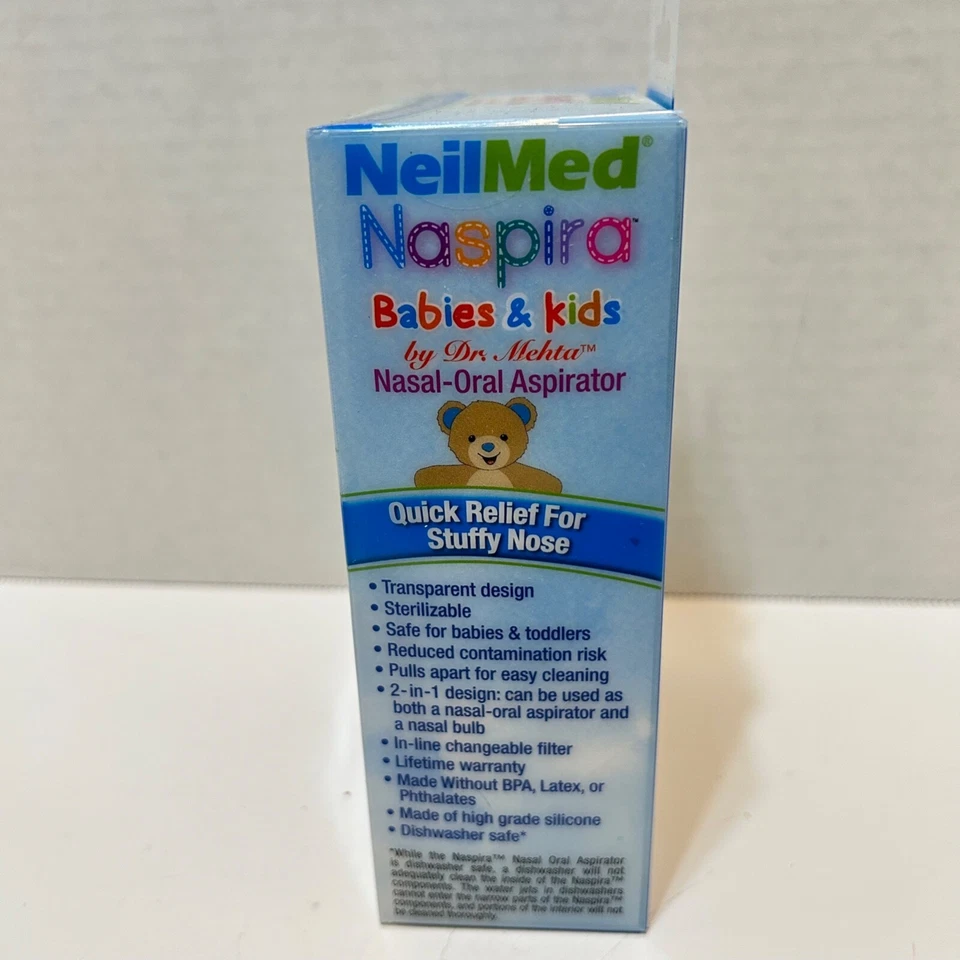 NeilMed®
Naspira™
Babies & kids
by Dr. Mehta™
Nasal-Oral Aspirator
Quick Relief For
Stuffy Nose
• Transparent design
• Sterilizable
• Safe for babies & toddlers
• Reduced contamination risk
• Pulls apart for easy cleaning
• 2-in-1 design: can be used as
both a nasal-oral aspirator and
a nasal bulb
• In-line changeable filter
• Lifetime warranty
• Made Without BPA, Latex, or
Phthalates
• Made of high grade silicone
• Dishwasher safe*
*While the Naspira™ Nasal Oral Aspirator
is dishwasher safe, a dishwasher will not
adequately clean the inside of the Naspira™
components. The water jets in dishwashers
cannot enter the narrow parts of the Naspira™
components, and portions of the interior will not
be cleaned thoroughly.